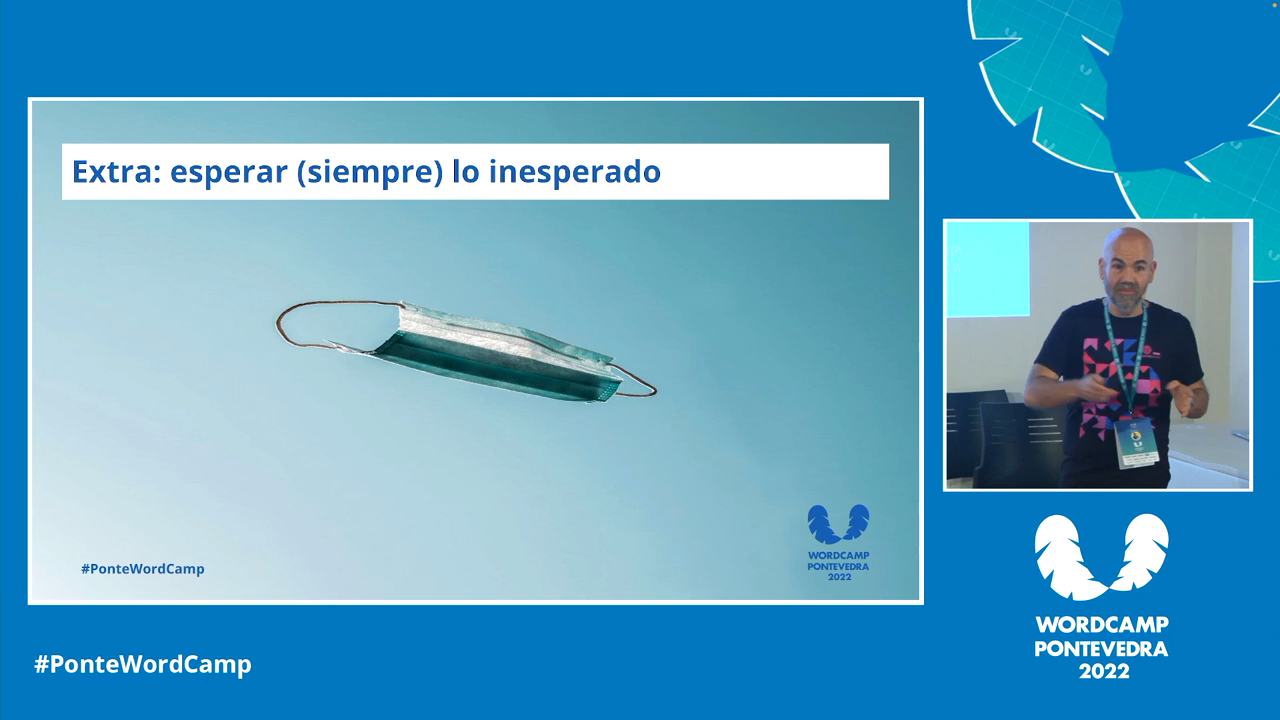 Extra: esperar (siempre) lo inesperado
#PonteWordCamp
WORDCAMP
PONTEVEDRA
2022
#PonteWordCamp
WORDCAMP
PONTEVEDRA
2022